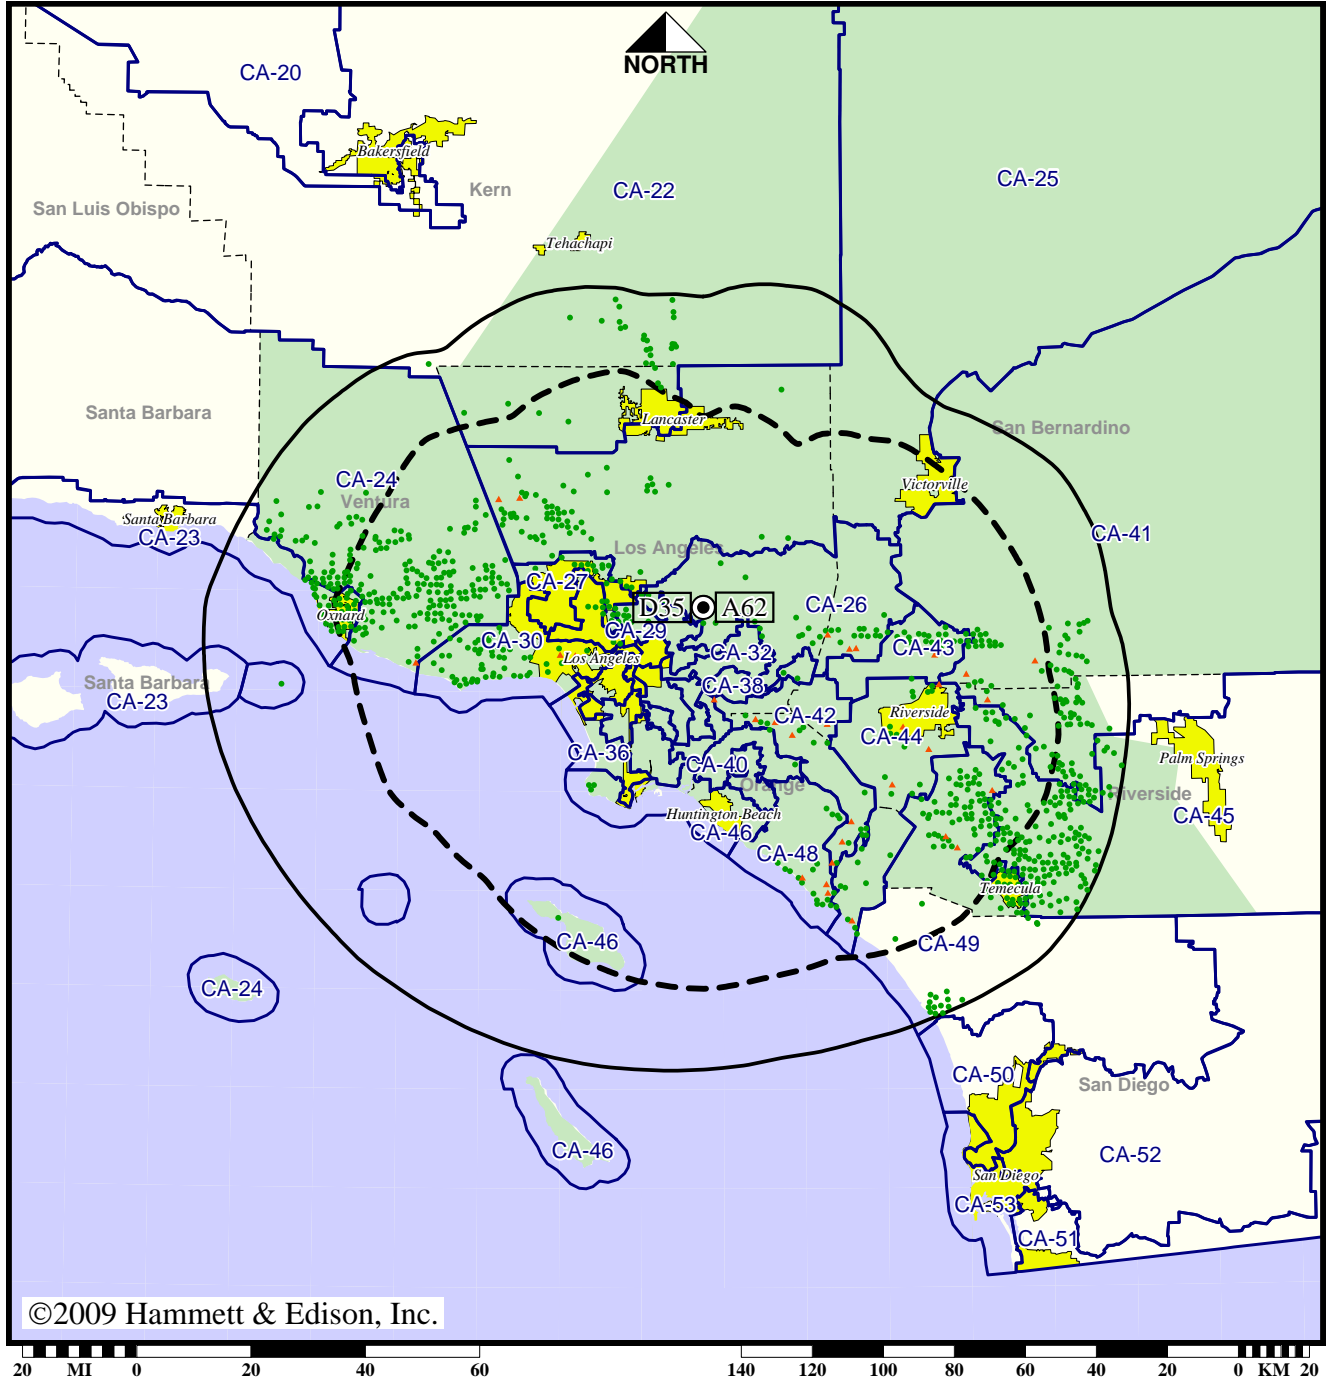 NORTH
CA-20
Bakersfield
Kern
CA-22
CA-25
San Luis Obispo
Tehachapi
Santa Barbara
Lancaster
San Bernardino
CA-24
Ventura
Victorville
Santa Barbara
CA-23
Los Angeles
CA-41
CA-27
Oxnard
D35
A62
CA-26
CA-30
CA-29
CA-43
Los Angeles
CA-32
Santa Barbara
CA-23
CA-38
CA-42
Riverside
CA-44
CA-36
CA-40
Orange
Palm Springs
Riverside
CA-45
Huntington Beach
CA-46
CA-48
Temecula
CA-46
CA-49
CA-24
CA-50
San Diego
CA-46
CA-52
San Diego
CA-53
CA-51
©2009 Hammett & Edison, Inc.
20 MI 0 20 40 60 140 120 100 80 60 40 20 0 KM 20